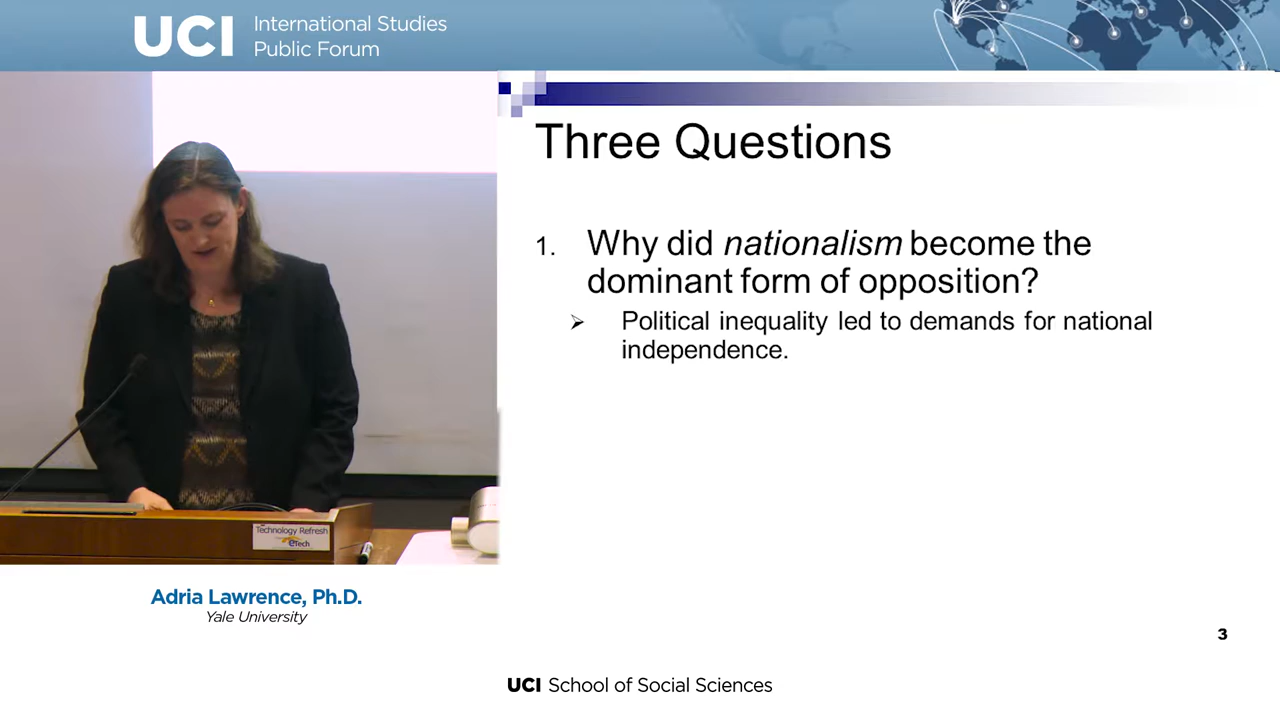 UCI International Studies
Public Forum
Three Questions
1. Why did nationalism become the
dominant form of opposition?
➢ Political inequality led to demands for national
independence.
Technology Refresh
eTech
Adria Lawrence, Ph.D.
Yale University
3
UCI School of Social Sciences